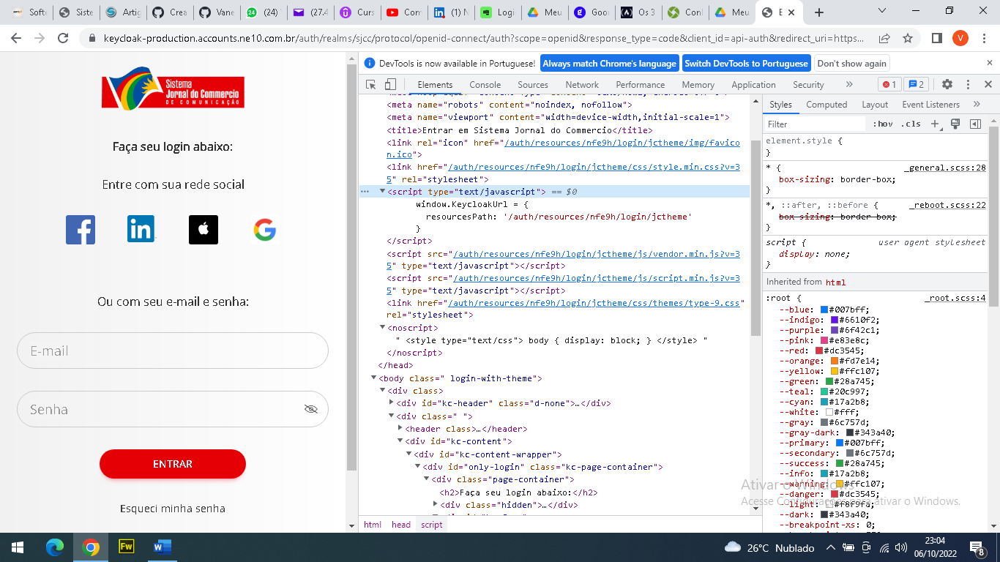 Softv
Siste
Artig
Crea
Vane
24
(24)
(27.4
Curs
Com
(1) N
Logi
Meu
Goo
Os 3
Conf
Meu
E
keycloak-production.accounts.ne10.com.br/auth/realms/sjcc/protocol/openid-connect/auth?scope=openid&response_type=code&client_id=api-auth&redirect_uri=https...
V
Sistema
Jornal do Commercio
DE COMUNICAÇÃO
Faça seu login abaixo:
Entre com sua rede social
Ou com seu e-mail e senha:
E-mail
Senha
ENTRAR
Esqueci minha senha
DevTools is now available in Portuguese!
Always match Chrome's language
Switch DevTools to Portuguese
Don't show again
Elements
Console
Sources
Network
Performance
Memory
Application
Security
1
2
<meta name="robots" content="noindex, nofollow">
<meta name="viewport" content="width=device-width,initial-scale=1">
<title>Entrar em Sistema Jornal do Commercio</title>
<link rel="icon" href="/auth/resources/nfe9h/login/jctheme/img/favico
n.ico">
<link href="/auth/resources/nfe9h/login/jctheme/css/style.min.css?v=3
5" rel="stylesheet">
<script type="text/javascript"> == $0
window.KeycloakUrl = {
resourcesPath: '/auth/resources/nfe9h/login/jctheme'
}
</script>
<script src="/auth/resources/nfe9h/login/jctheme/js/vendor.min.js?v=3
5" type="text/javascript"></script>
<script src="/auth/resources/nfe9h/login/jctheme/js/script.min.js?v=3
5" type="text/javascript"></script>
<link href="/auth/resources/nfe9h/login/jctheme/css/themes/type-9.css"
rel="stylesheet">
<noscript>
" <style type="text/css"> body { display: block; } </style> "
</noscript>
</head>
<body class=" login-with-theme">
<div class>
<div id="kc-header" class="d-none">…</div>
<div class=" ">
<header class>…</header>
<div id="kc-content">
<div id="kc-content-wrapper">
<div id="only-login" class="kc-page-container">
<div class="page-container">
<h2>Faça seu login abaixo:</h2>
<div class="hidden">…</div>
html head script
Styles
Computed
Layout
Event Listeners
Filter
:hov .cls
element.style {
}
* { _general.scss:28
box-sizing: border-box;
}
*, ::after, ::before { _reboot.scss:22
box-sizing: border-box;
}
script { user agent stylesheet
display: none;
}
Inherited from html
:root { _root.scss:4
--blue: #007bff;
--indigo: #6610f2;
--purple: #6f42c1;
--pink: #e83e8c;
--red: #dc3545;
--orange: #fd7e14;
--yellow: #ffc107;
--green: #28a745;
--teal: #20c997;
--cyan: #17a2b8;
--white: #fff;
--gray: #6c757d;
--gray-dark: #343a40;
--primary: #007bff;
--secondary: #6c757d;
--success: #28a745;
--info: #17a2b8;
--warning: #ffc107;
--danger: #dc3545;
--light: #f8f9fa;
--dark: #343a40;
--breakpoint-xs: 0;
Ativar o Windows
Acesse Configurações para ativar o Windows.
Fw
26°C Nublado
23:04
06/10/2022
8